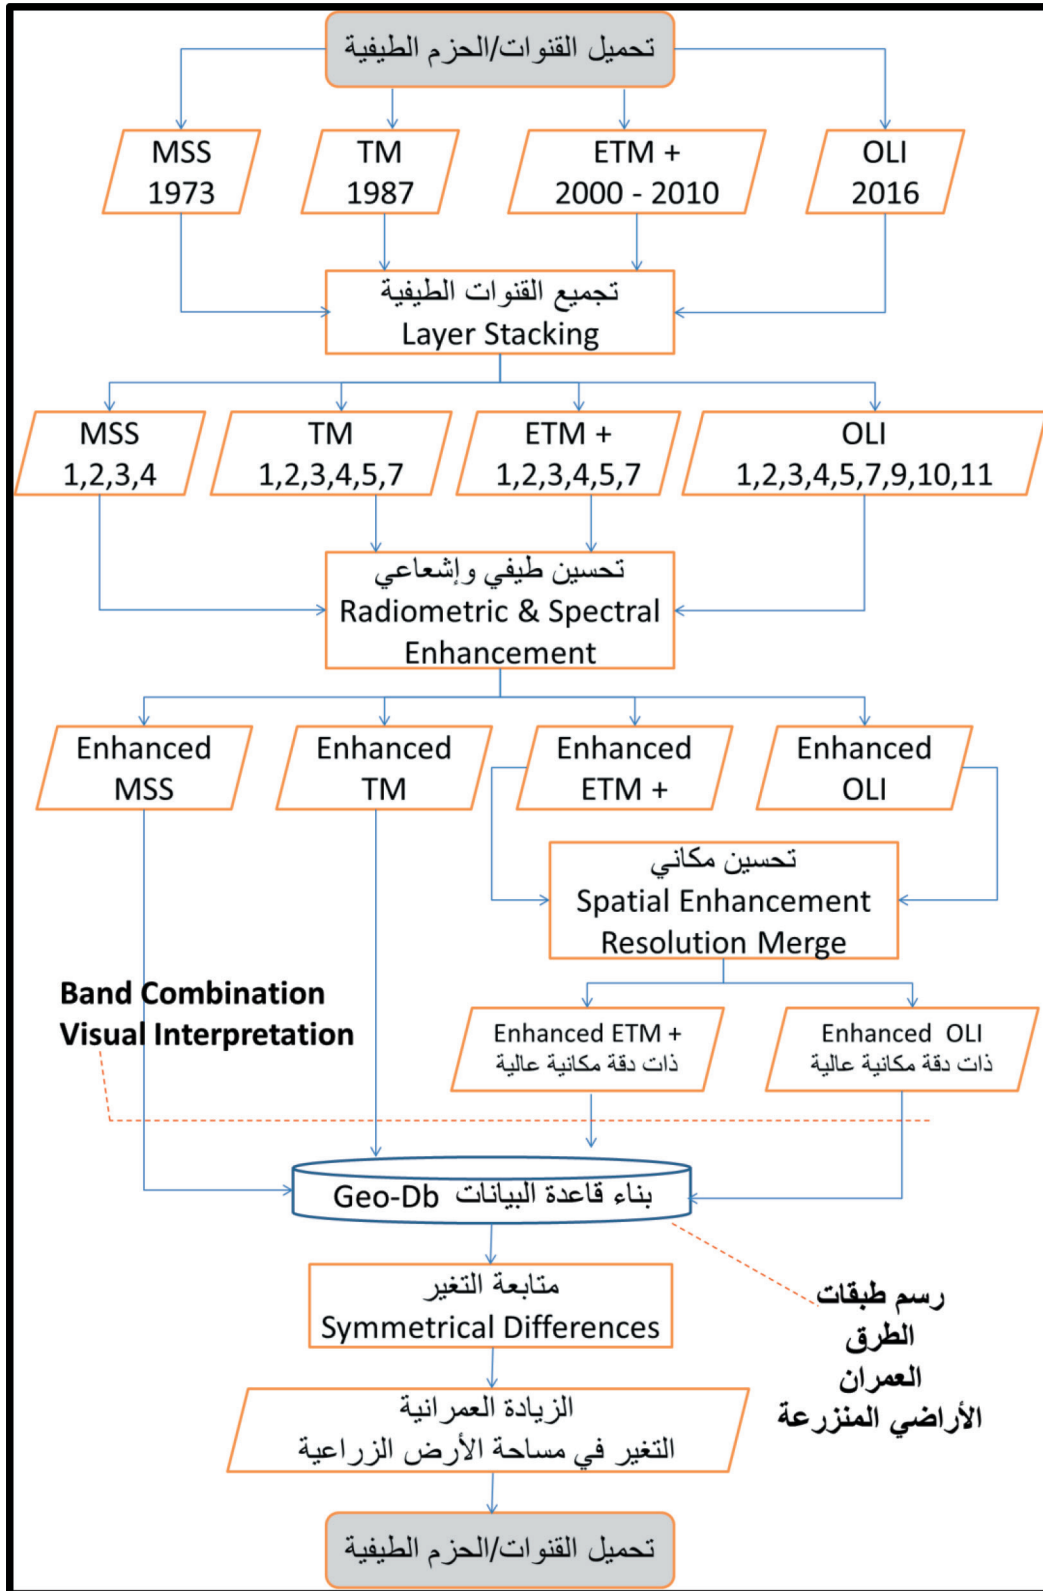 تحميل القنوات/الحزم الطيفية
MSS
1973
TM
1987
ETM +
2000 - 2010
OLI
2016
تجميع القنوات الطيفية
Layer Stacking
MSS
1,2,3,4
TM
1,2,3,4,5,7
ETM +
1,2,3,4,5,7
OLI
1,2,3,4,5,7,9,10,11
تحسين طيفي وإشعاعي
Radiometric & Spectral
Enhancement
Enhanced
MSS
Enhanced
TM
Enhanced
ETM +
Enhanced
OLI
تحسين مكاني
Spatial Enhancement
Resolution Merge
Band Combination
Visual Interpretation
Enhanced ETM +
ذات دقة مكانية عالية
Enhanced OLI
ذات دقة مكانية عالية
بناء قاعدة البيانات Geo-Db
متابعة التغير
Symmetrical Differences
رسم طبقات
الطرق
العمران
الأراضي المنزرعة
الزيادة العمرانية
التغير في مساحة الأرض الزراعية
تحميل القنوات/الحزم الطيفية